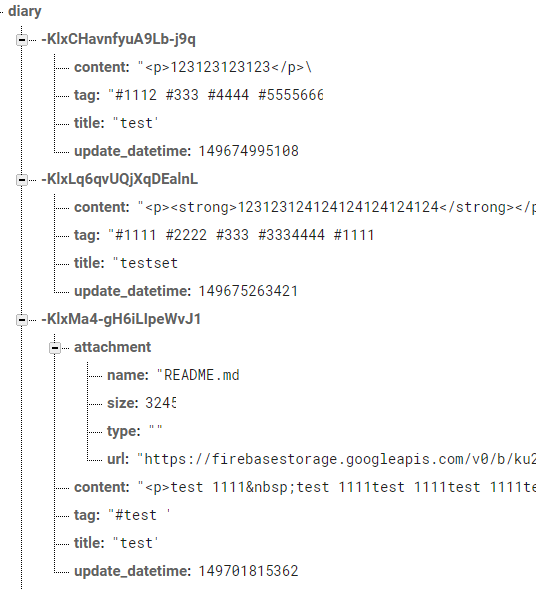 diary
-KlxCHavnfyuA9Lb-j9q
content: "<p>123123123123</p>\
tag: "#1112 #333 #4444 #5555666
title: "test'
update_datetime: 149674995108
-KlxLq6qvUQjXqDEalnL
content: "<p><strong>123123124124124124124124</strong></p
tag: "#1111 #2222 #333 #3334444 #1111
title: "testset
update_datetime: 149675263421
-KlxMa4-gH6iLIpeWvJ1
attachment
name: "README.md
size: 3245
type: ""
url: "https://firebasestorage.googleapis.com/v0/b/ku2
content: "<p>test 1111&nbsp;test 1111test 1111test 1111te
tag: "#test '
title: "test'
update_datetime: 149701815362